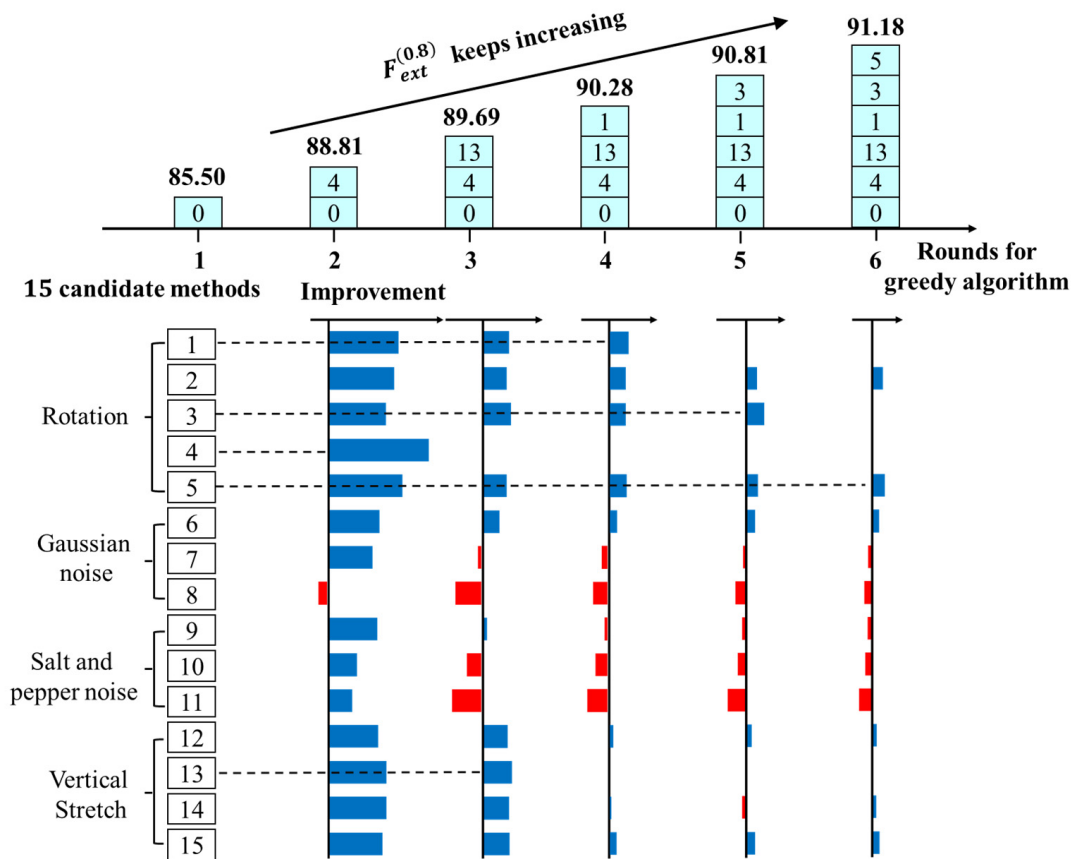 F_ext^(0.8) keeps increasing
85.50
88.81
89.69
90.28
90.81
91.18
5
3 3
1 1 1
13 13 13 13
4 4 4 4 4
0 0 0 0 0 0
1 2 3 4 5 6
Rounds for
greedy algorithm
15 candidate methods
Improvement
Rotation
1
2
3
4
5
Gaussian
noise
6
7
8
Salt and
pepper noise
9
10
11
Vertical
Stretch
12
13
14
15